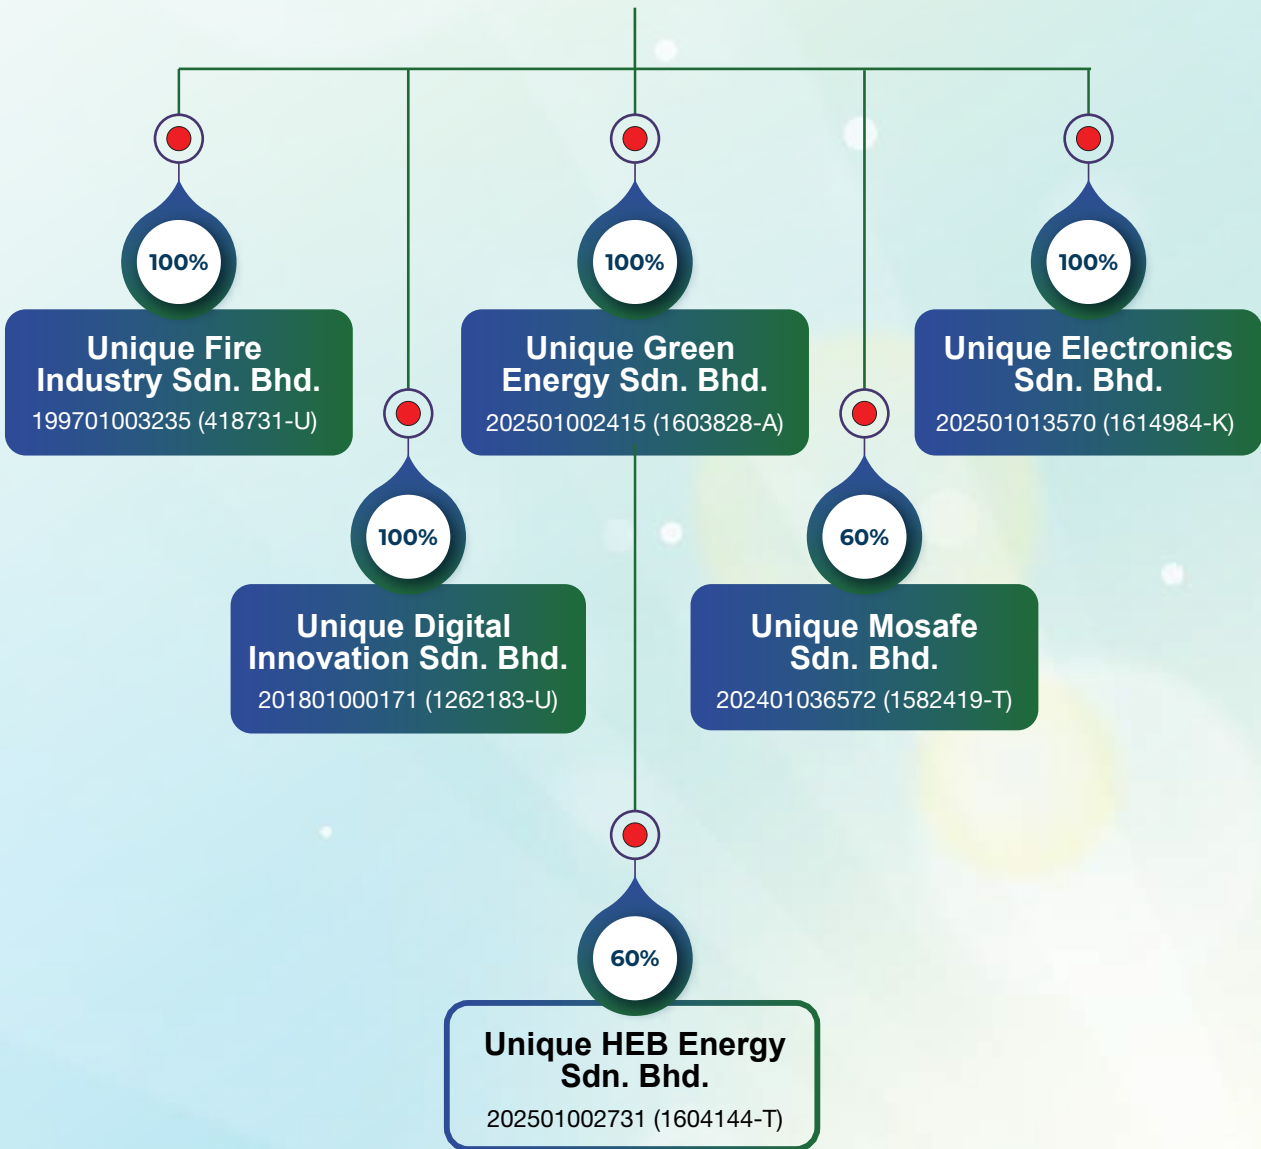 100%
Unique Fire
Industry Sdn. Bhd.
199701003235 (418731-U)
100%
Unique Green
Energy Sdn. Bhd.
202501002415 (1603828-A)
100%
Unique Electronics
Sdn. Bhd.
202501013570 (1614984-K)
100%
Unique Digital
Innovation Sdn. Bhd.
201801000171 (1262183-U)
60%
Unique Mosafe
Sdn. Bhd.
202401036572 (1582419-T)
60%
Unique HEB Energy
Sdn. Bhd.
202501002731 (1604144-T)